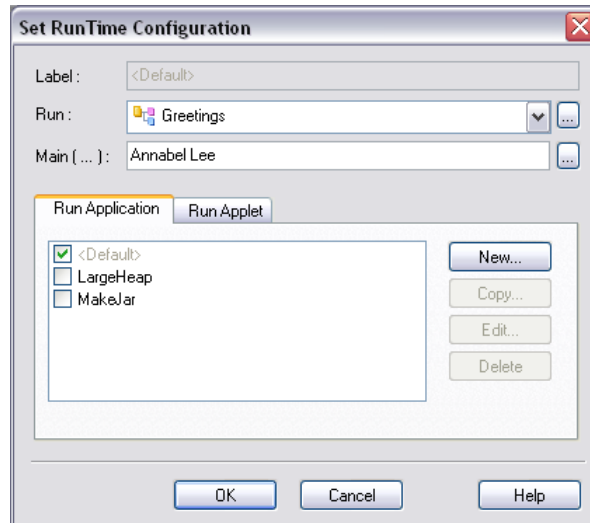 Set RunTime Configuration
Label :
<Default>
Run :
Greetings
...
Main ( ... ) :
Annabel Lee
...
Run Application
Run Applet
<Default>
LargeHeap
MakeJar
New...
Copy...
Edit...
Delete
OK
Cancel
Help